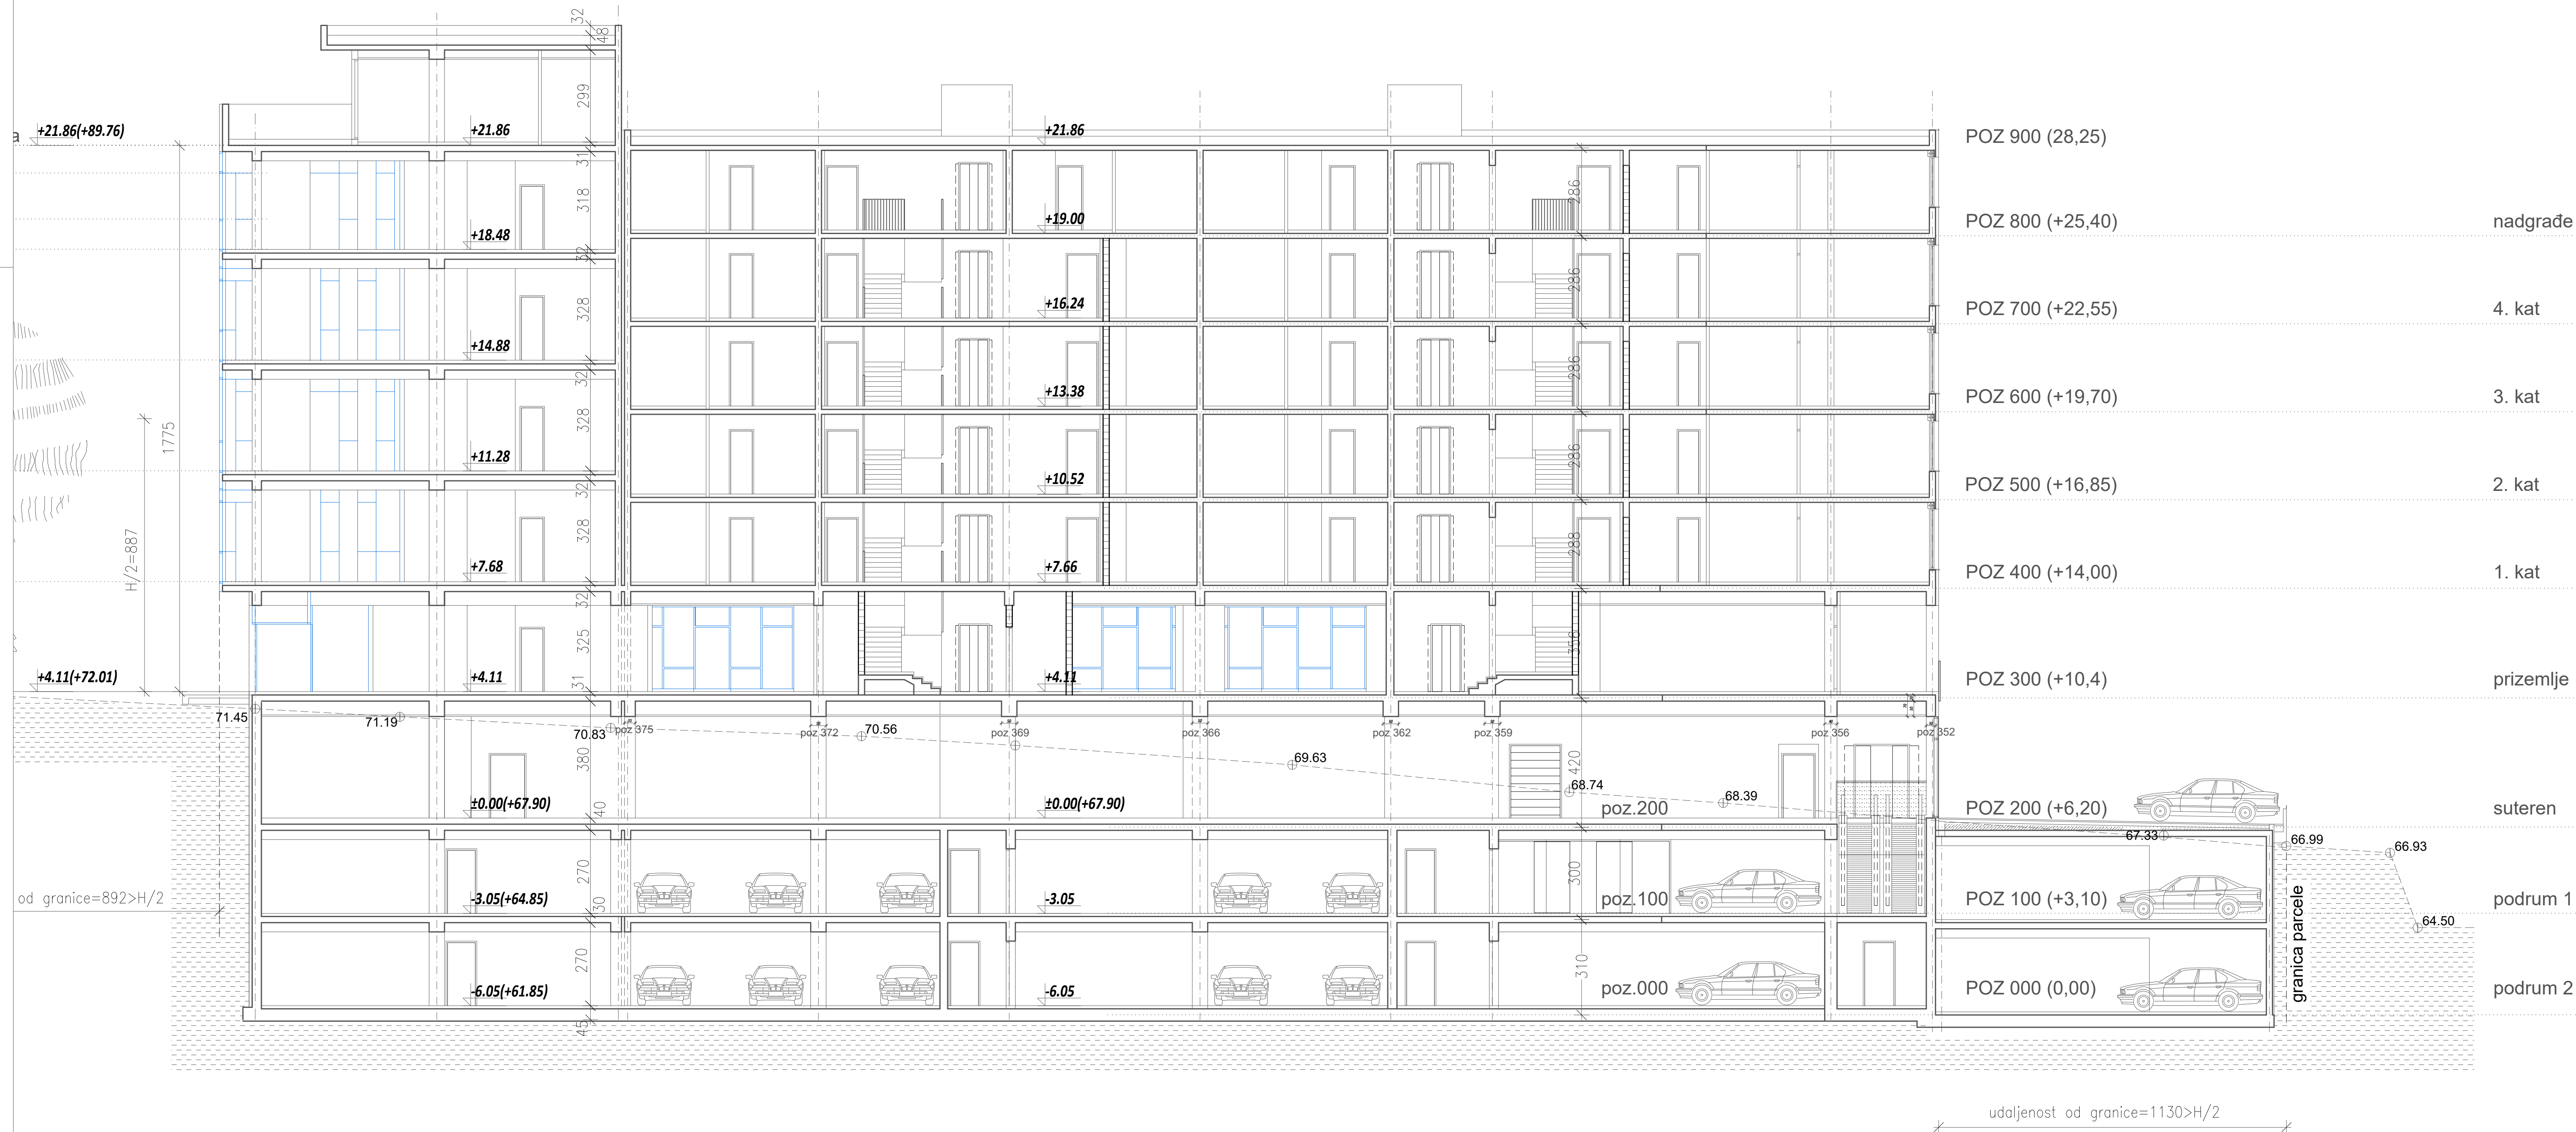 32
48
299
a +21.86(+89.76)
+21.86
+21.86
POZ 900 (28,25)
31
318
286
+19.00
POZ 800 (+25,40) nadgrađe
+18.48
32
286
328
+16.24
POZ 700 (+22,55) 4. kat
+14.88
32
286
+13.38
POZ 600 (+19,70) 3. kat
328
1775
+11.28
286
+10.52
POZ 500 (+16,85) 2. kat
32
328
288
H/2=887
+7.68
+7.66
POZ 400 (+14,00) 1. kat
32
325
356
+4.11(+72.01)
+4.11
+4.11
POZ 300 (+10,4) prizemlje
31
71.45
71.19
70.83
poz 375
poz 372
70.56
poz 369
poz 366
poz 362
poz 359
poz 356
poz 352
380
69.63
420
68.74
68.39
40
±0.00(+67.90)
±0.00(+67.90)
poz.200
POZ 200 (+6,20) suteren
67.33
66.99
66.93
270
300
od granice=892>H/2
30
-3.05(+64.85)
-3.05
poz.100
POZ 100 (+3,10) podrum 1
64.50
granica parcele
270
310
-6.05(+61.85)
-6.05
poz.000
POZ 000 (0,00) podrum 2
45
udaljenost od granice=1130>H/2